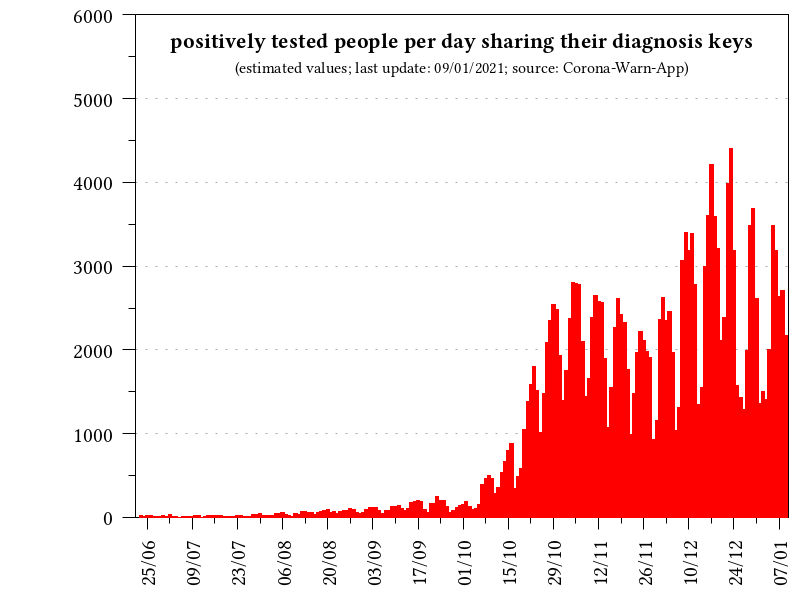 positively tested people per day sharing their diagnosis keys
(estimated values; last update: 09/01/2021; source: Corona-Warn-App)
6000
5000
4000
3000
2000
1000
0
25/06 09/07 23/07 06/08 20/08 03/09 17/09 01/10 15/10 29/10 12/11 26/11 10/12 24/12 07/01